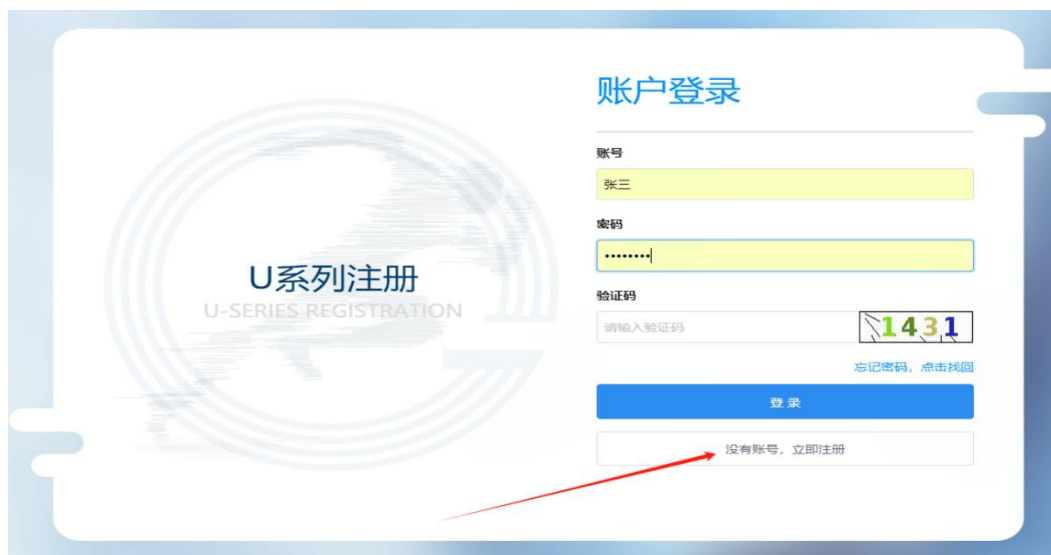 账户登录
账号
张三
密码
••••••••
U系列注册
U-SERIES REGISTRATION
验证码
请输入验证码
1431
忘记密码，点击找回
登 录
没有账号，立即注册